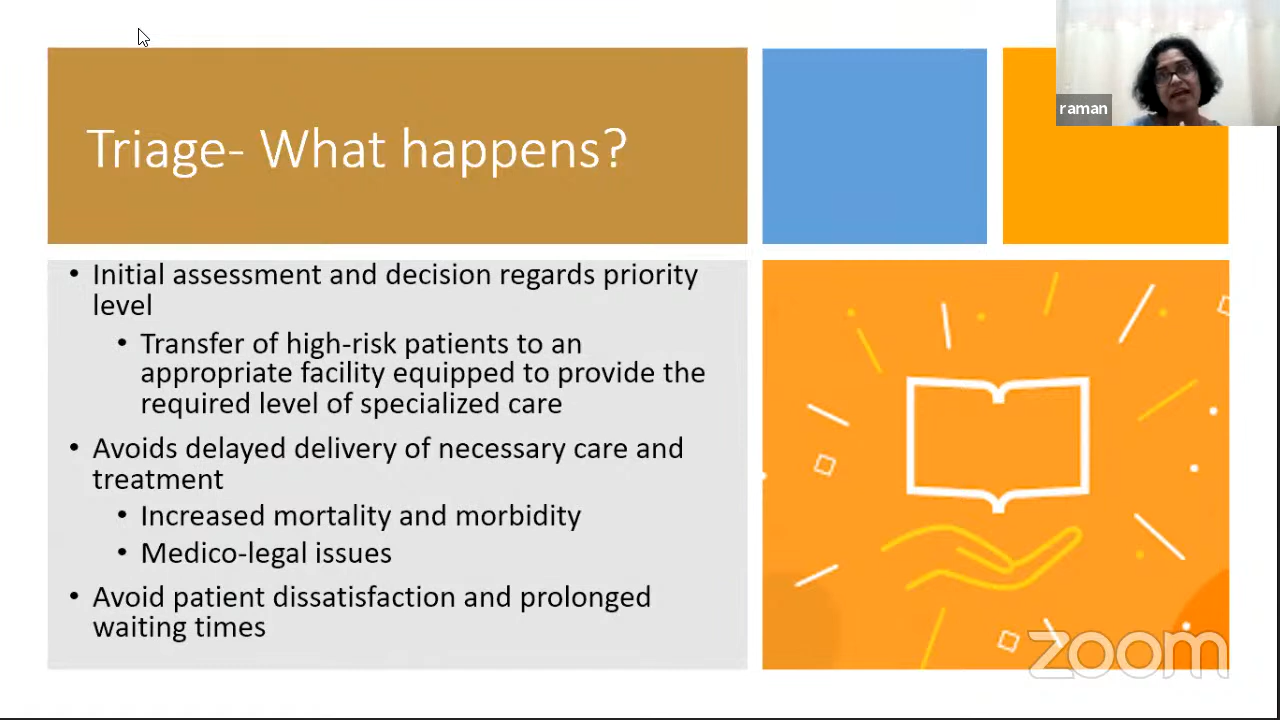 raman
Triage- What happens?
• Initial assessment and decision regards priority
level
• Transfer of high-risk patients to an
appropriate facility equipped to provide the
required level of specialized care
• Avoids delayed delivery of necessary care and
treatment
• Increased mortality and morbidity
• Medico-legal issues
• Avoid patient dissatisfaction and prolonged
waiting times
zoom